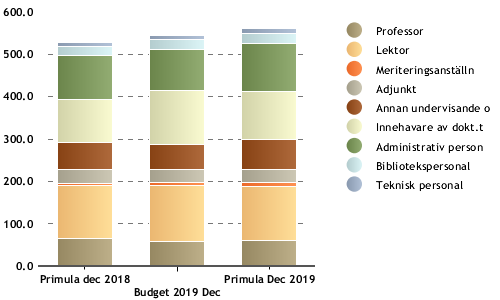 600.0
500.0
400.0
300.0
200.0
100.0
0.0
Primula dec 2018
Budget 2019 Dec
Primula Dec 2019
Professor
Lektor
Meriteringsanställn
Adjunkt
Annan undervisande o
Innehavare av dokt.t
Administrativ person
Bibliotekspersonal
Teknisk personal